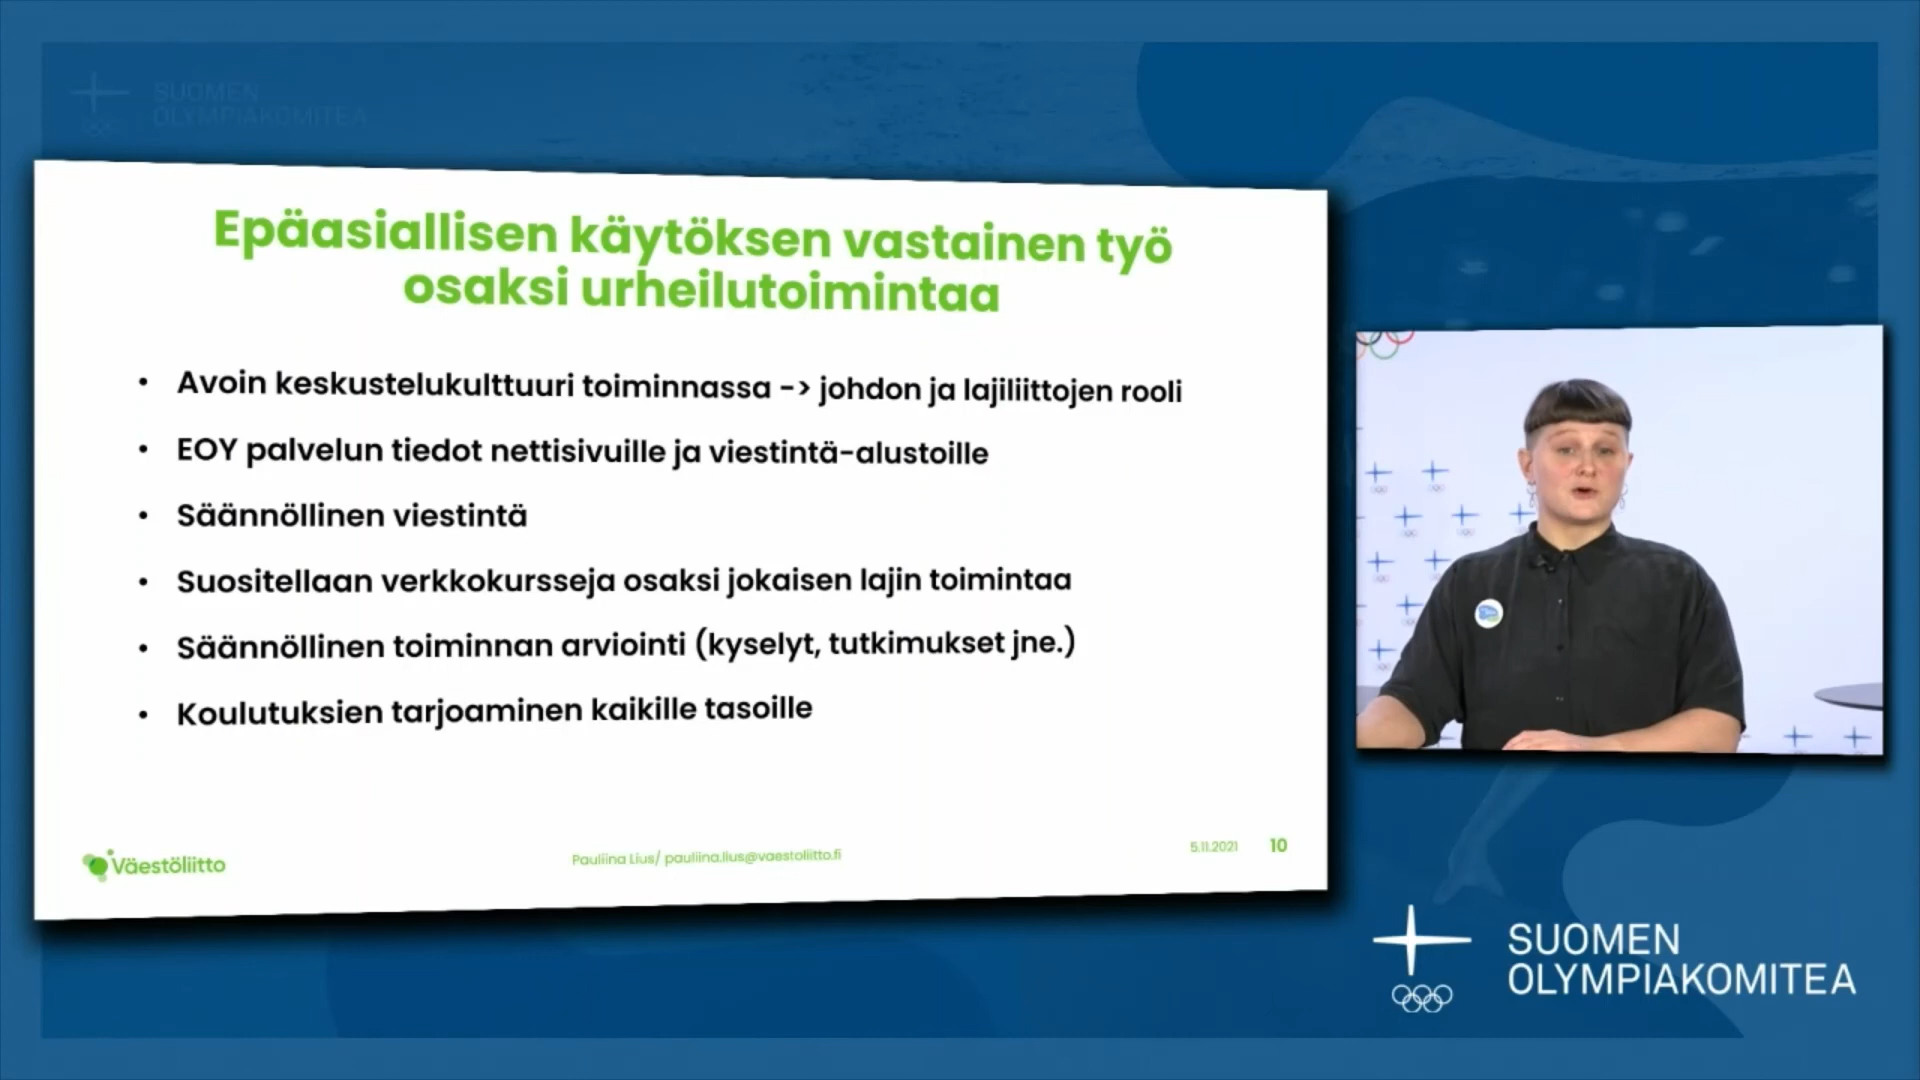 SUOMEN
OLYMPIAKOMITEA
Epäasiallisen käytöksen vastainen työ
osaksi urheilutoimintaa
• Avoin keskustelukulttuuri toiminnassa -> johdon ja lajiliittojen rooli
• EOY palvelun tiedot nettisivuille ja viestintä-alustoille
• Säännöllinen viestintä
• Suositellaan verkkokursseja osaksi jokaisen lajin toimintaa
• Säännöllinen toiminnan arviointi (kyselyt, tutkimukset jne.)
• Koulutuksien tarjoaminen kaikille tasoille
Väestöliitto
Pauliina Lius/ pauliina.lius@vaestoliitto.fi
5.11.2021
10
SUOMEN
OLYMPIAKOMITEA